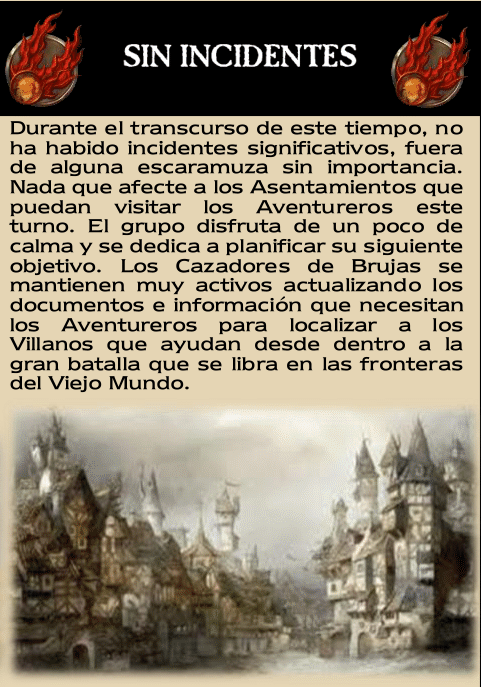 SIN INCIDENTES
Durante el transcurso de este tiempo, no
ha habido incidentes significativos, fuera
de alguna escaramuza sin importancia.
Nada que afecte a los Asentamientos que
puedan visitar los Aventureros este
turno. El grupo disfruta de un poco de
calma y se dedica a planificar su siguiente
objetivo. Los Cazadores de Brujas se
mantienen muy activos actualizando los
documentos e información que necesitan
los Aventureros para localizar a los
Villanos que ayudan desde dentro a la
gran batalla que se libra en las fronteras
del Viejo Mundo.